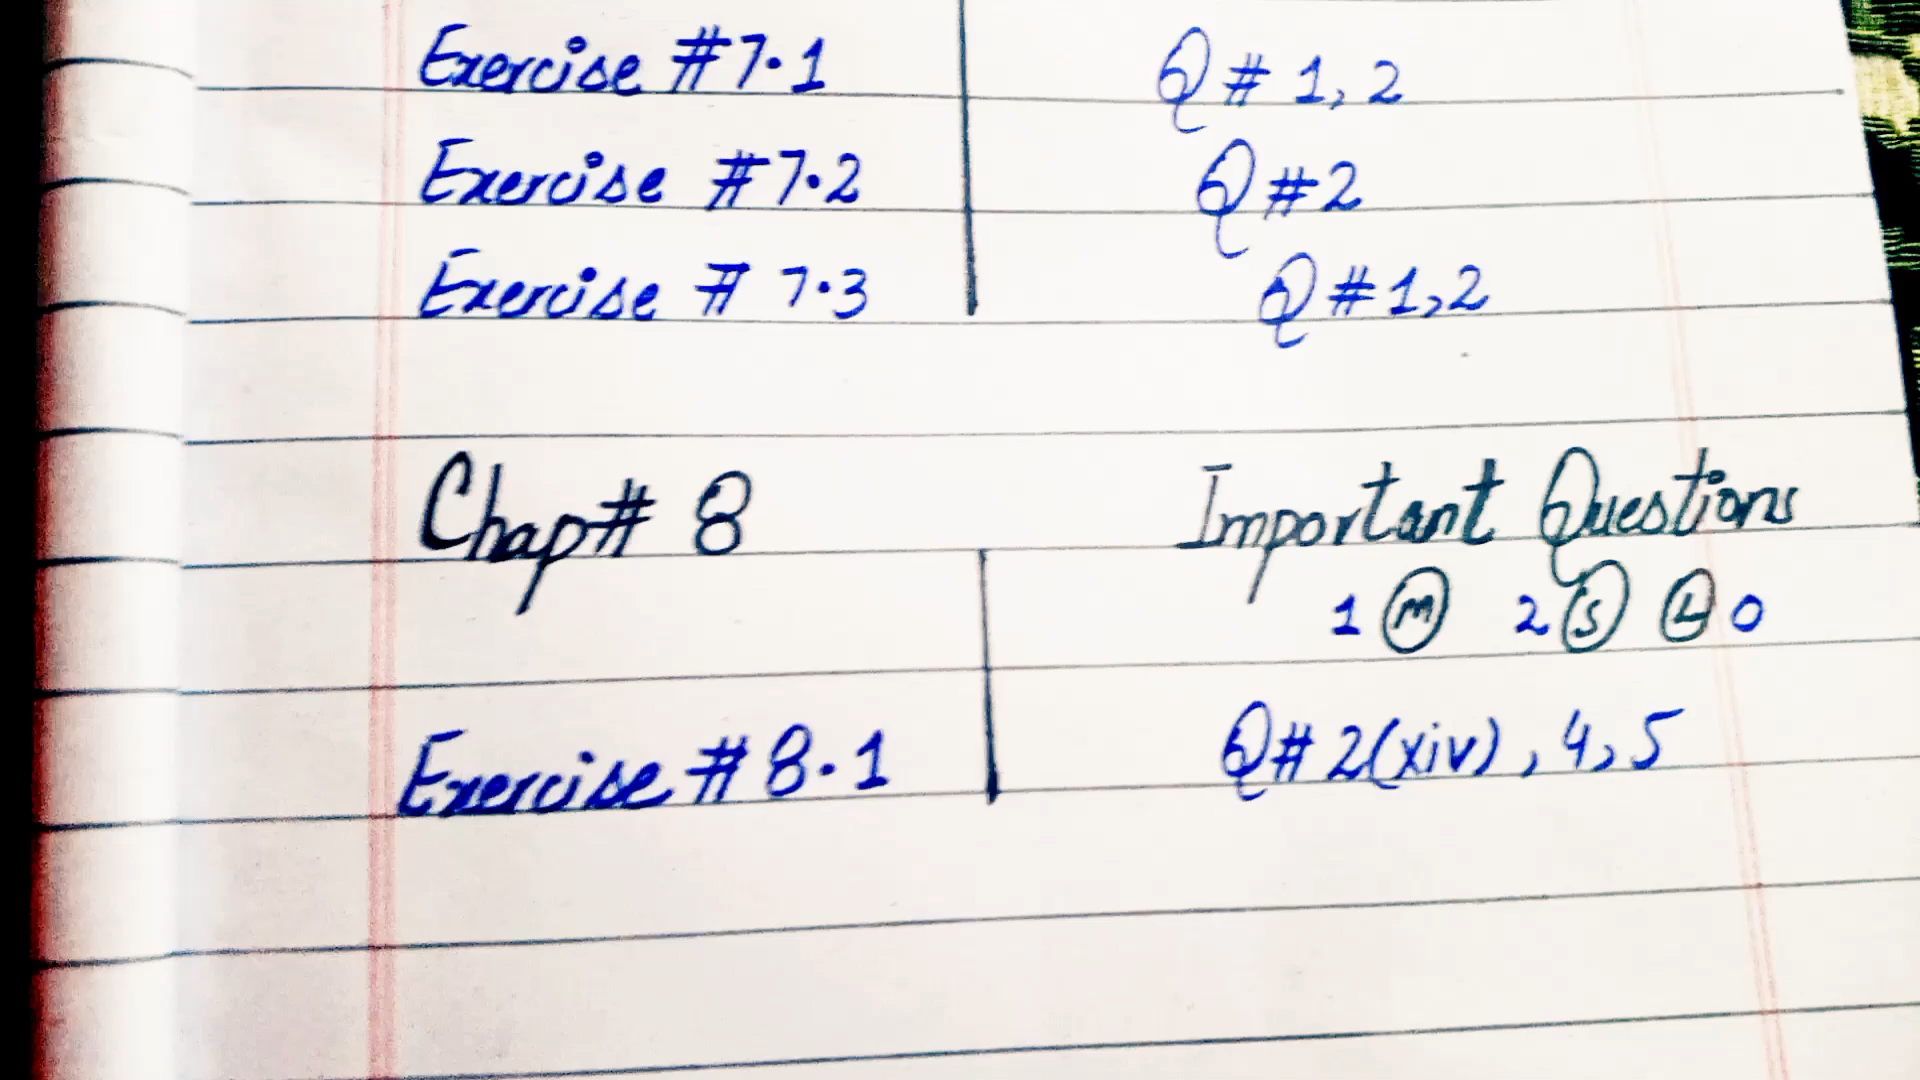 Exercise #7.1 Q# 1, 2
Exercise #7.2 Q#2
Exercise # 7.3 Q#1,2
Chap# 8 Important Questions
1 M 2 S L 0
Exercise #8.1 Q# 2(xiv), 4, 5